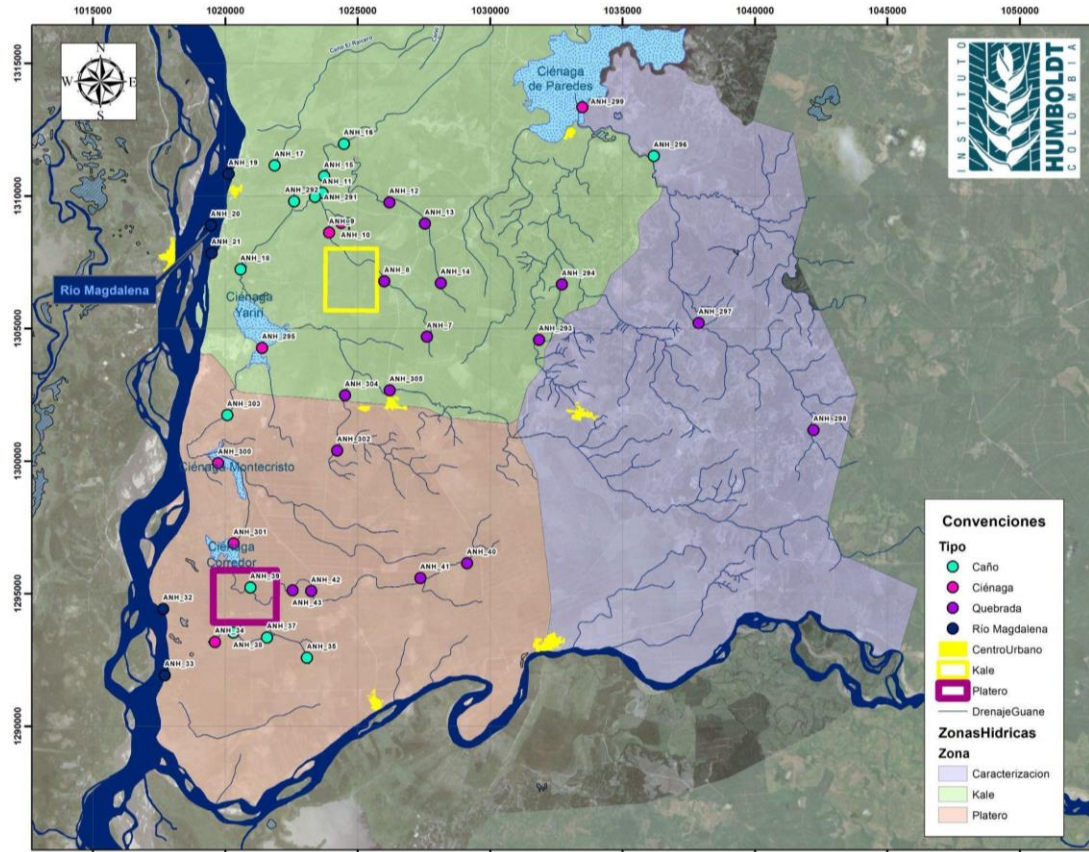 1015000
1020000
1025000
1030000
1035000
1040000
1045000
1050000
1315000
1310000
1305000
1300000
1295000
1290000
N
W
E
S
INSTITUTO
HUMBOLDT
COLOMBIA
Ciénaga
de Paredes
ANH_299
ANH_16
ANH_296
ANH_17
ANH_15
ANH_19
ANH_11
ANH_292
ANH_12
ANH_291
ANH_20
ANH_9
ANH_13
ANH_10
ANH_21
ANH_18
ANH_8
ANH_14
ANH_294
Río Magdalena
Ciénaga
Yariri
ANH_297
ANH_7
ANH_293
ANH_295
ANH_304
ANH_305
ANH_303
ANH_298
ANH_302
ANH_300
Ciénaga Montecristo
ANH_301
Ciénaga
Corredor
ANH_40
ANH_41
ANH_39
ANH_42
ANH_43
ANH_32
ANH_34
ANH_37
ANH_38
ANH_35
ANH_33
Convenciones
Tipo
Caño
Ciénaga
Quebrada
Río Magdalena
CentroUrbano
Kale
Platero
DrenajeGuane
ZonasHidricas
Zona
Caracterizacion
Kale
Platero